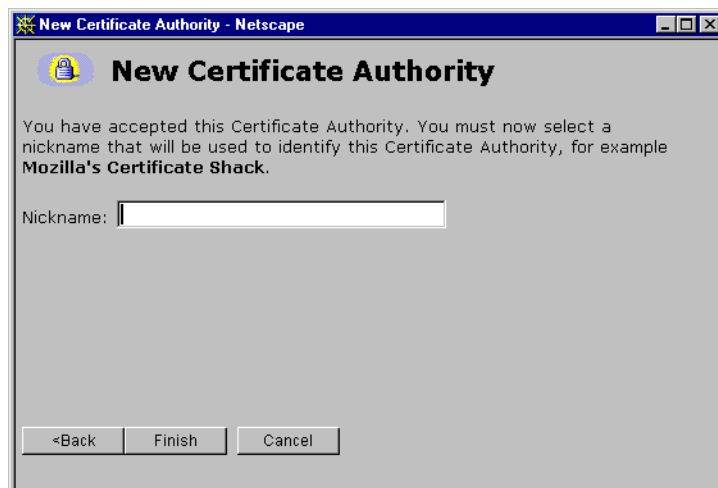 New Certificate Authority - Netscape
New Certificate Authority
You have accepted this Certificate Authority. You must now select a
nickname that will be used to identify this Certificate Authority, for example
Mozilla's Certificate Shack.
Nickname:
<Back Finish Cancel